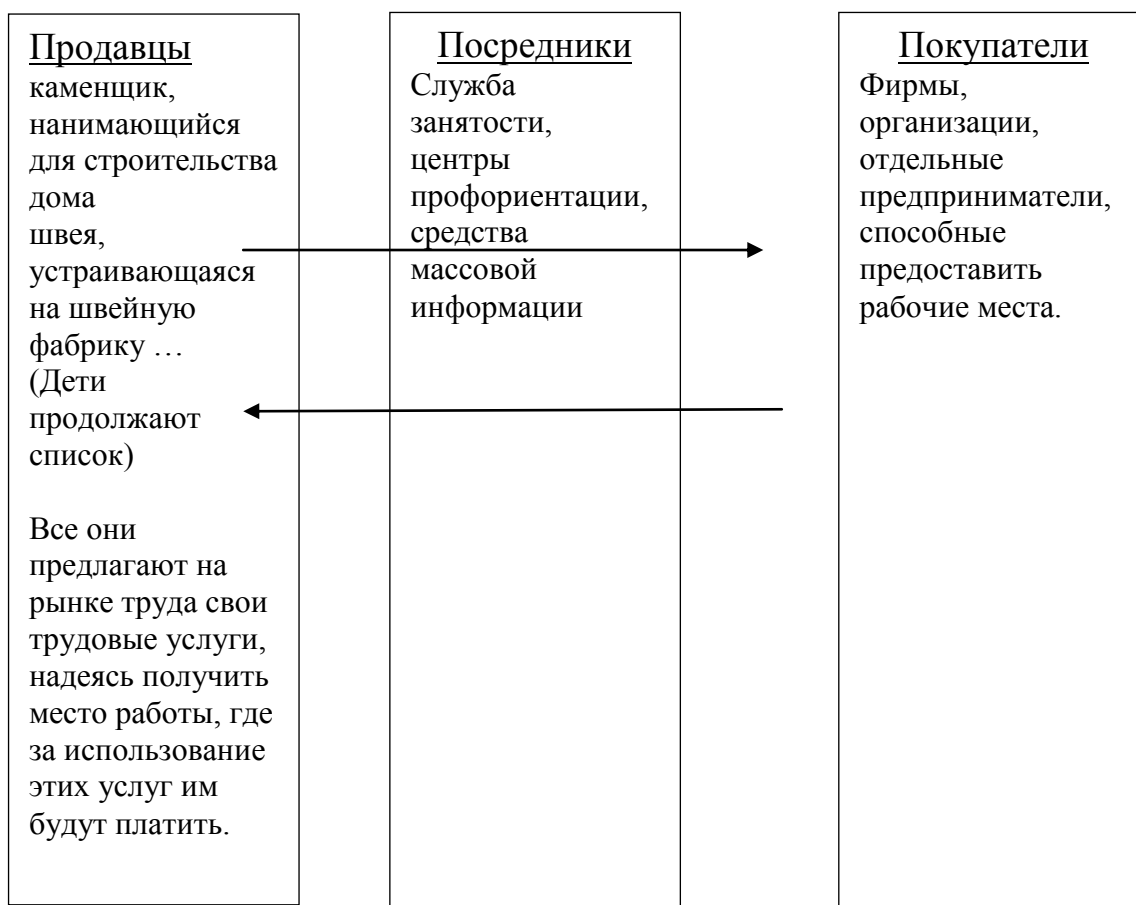 Продавцы
каменщик,
нанимающийся
для строительства
дома
швея,
устраивающаяся
на швейную
фабрику …
(Дети
продолжают
список)
Все они
предлагают на
рынке труда свои
трудовые услуги,
надеясь получить
место работы, где
за использование
этих услуг им
будут платить.
Посредники
Служба
занятости,
центры
профориентации,
средства
массовой
информации
Покупатели
Фирмы,
организации,
отдельные
предприниматели,
способные
предоставить
рабочие места.